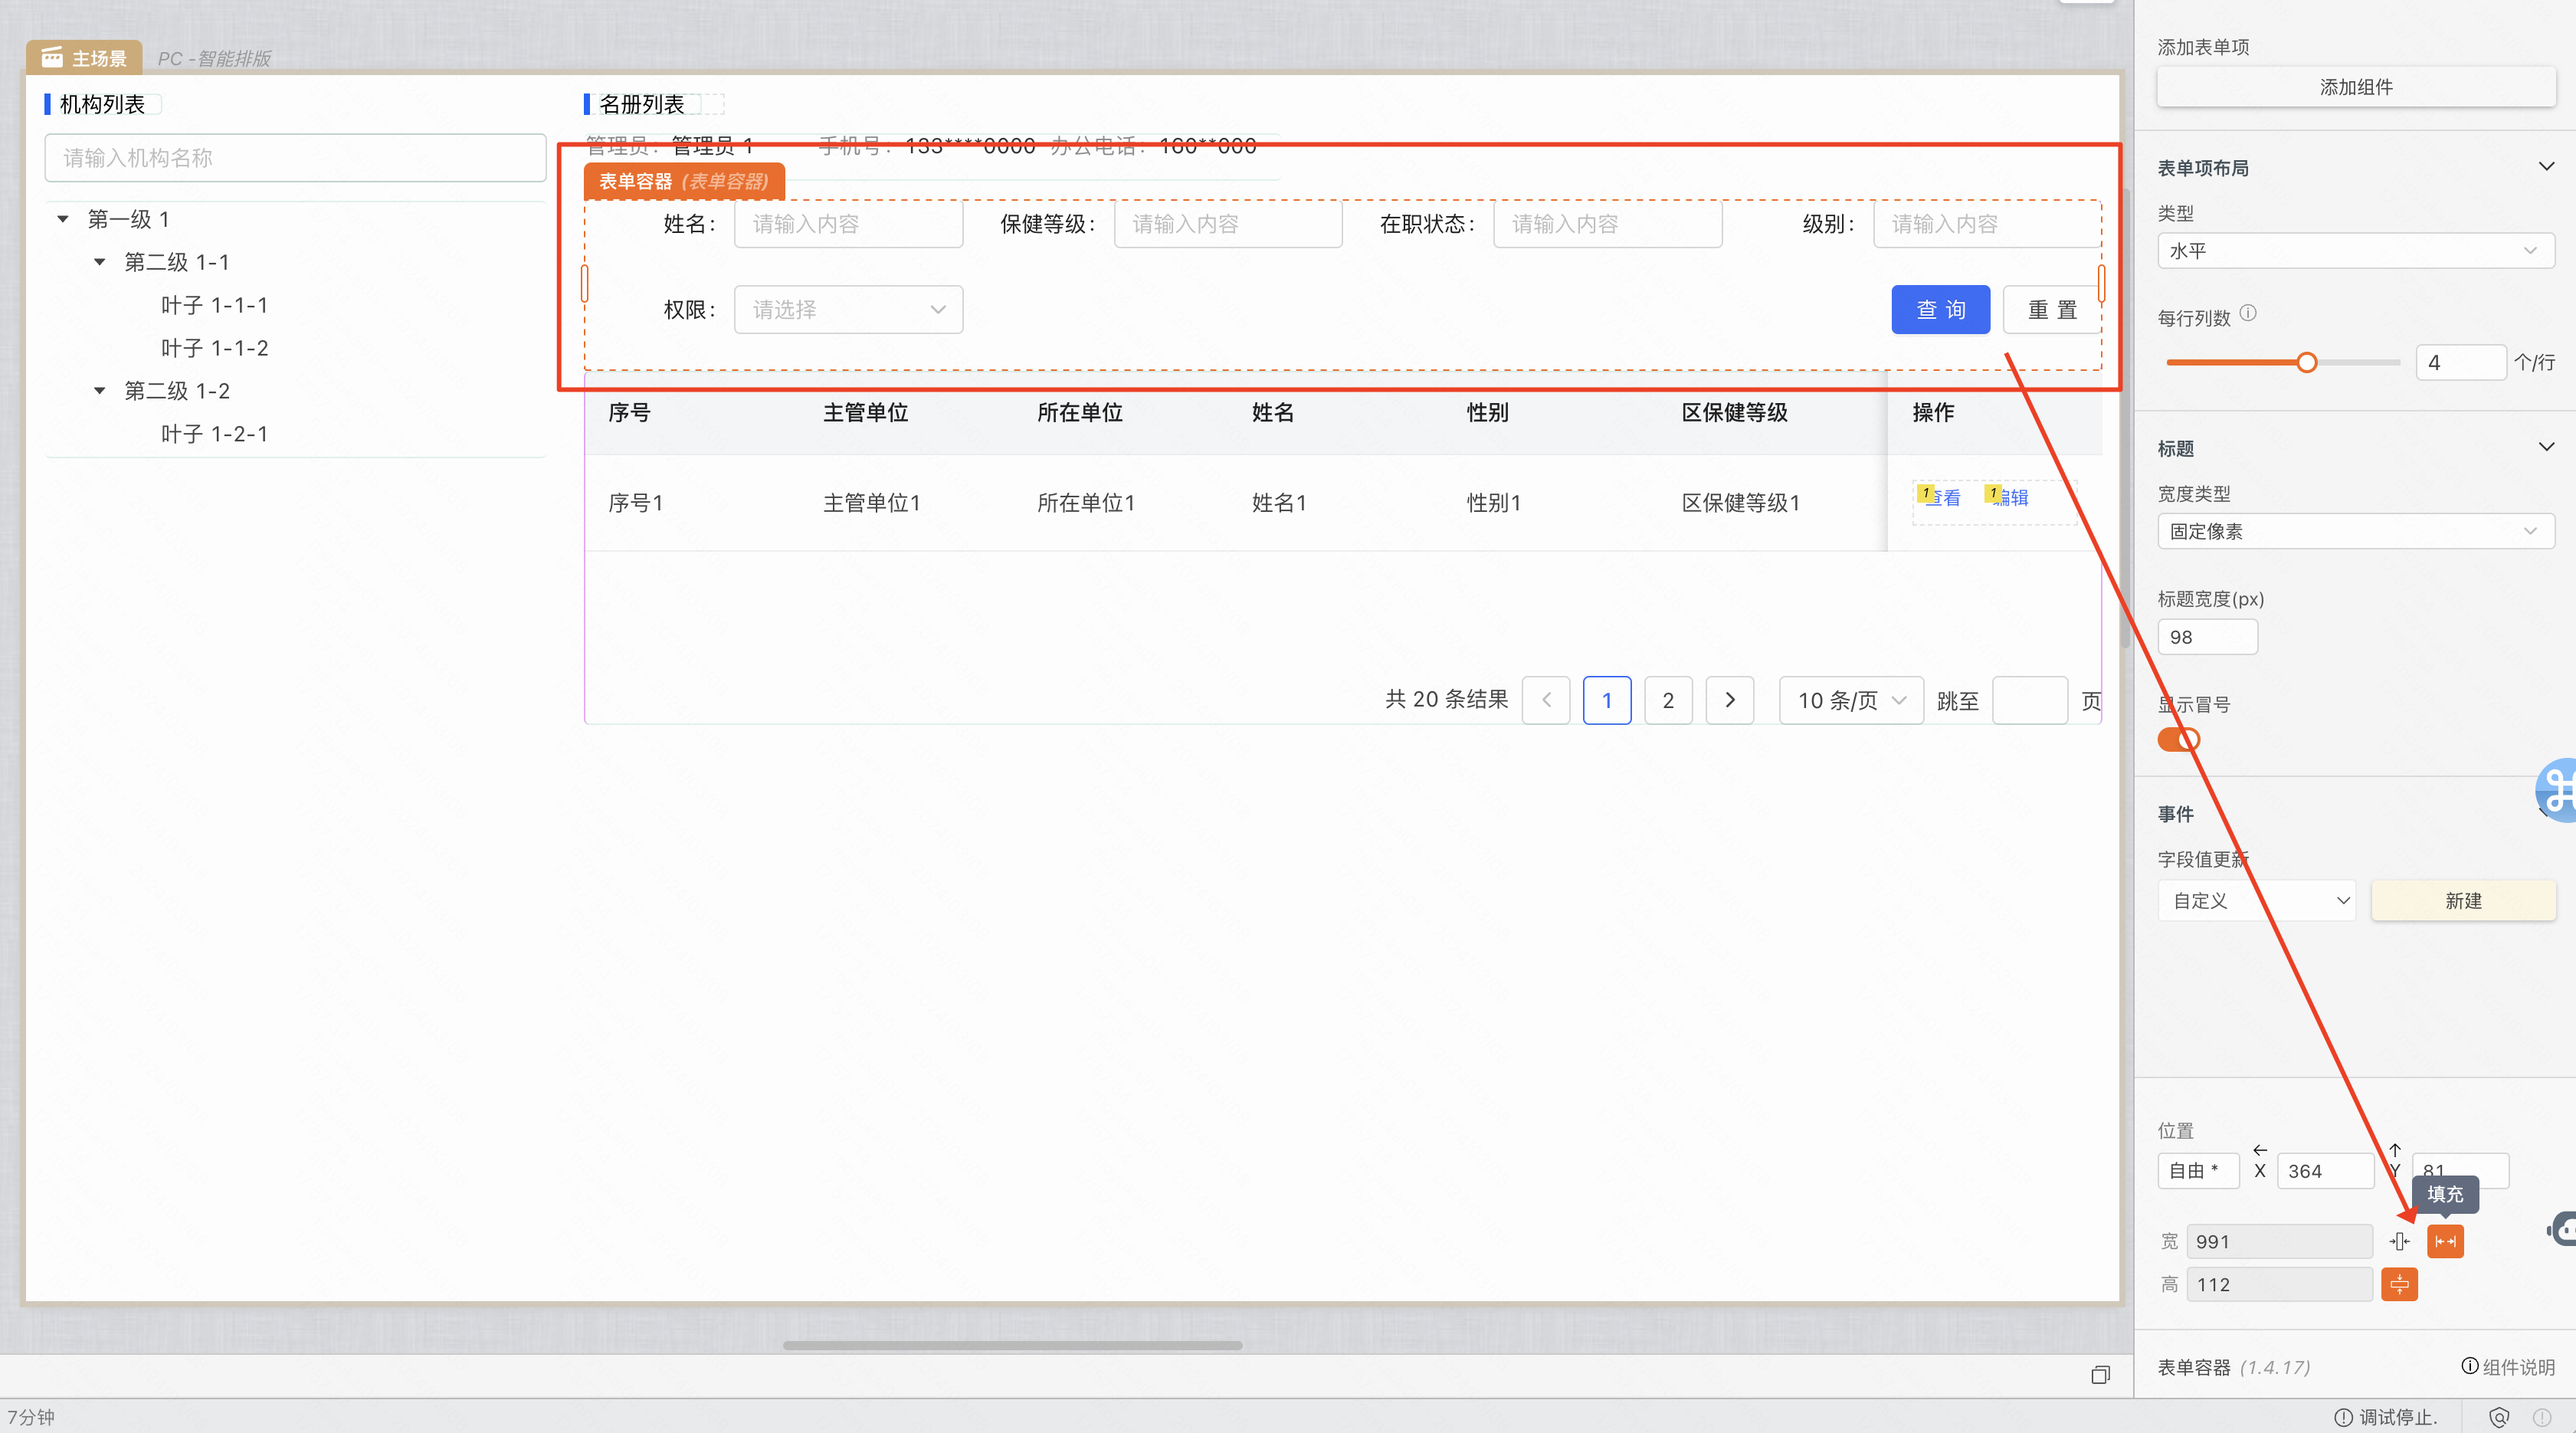 主场景
PC -智能排版
机构列表
请输入机构名称
第一级 1
第二级 1-1
叶子 1-1-1
叶子 1-1-2
第二级 1-2
叶子 1-2-1
名册列表
管理员： 管理员 1 手机号： 133****0000 办公电话： 160**000
表单容器 (表单容器)
姓名： 请输入内容 保健等级： 请输入内容 在职状态： 请输入内容 级别： 请输入内容
权限： 请选择 查 询 重 置
序号 主管单位 所在单位 姓名 性别 区保健等级 操作
序号1 主管单位1 所在单位1 姓名1 性别1 区保健等级1 1 查看 1 编辑
共 20 条结果 1 2 10 条/页 跳至 页
添加表单项
添加组件
表单项布局
类型
水平
每行列数
4 个/行
标题
宽度类型
固定像素
标题宽度(px)
98
显示冒号
事件
字段值更新
自定义 新建
位置
自由 * X 364 Y 81
填充
宽 991
高 112
表单容器 (1.4.17) 组件说明
7分钟
调试停止.